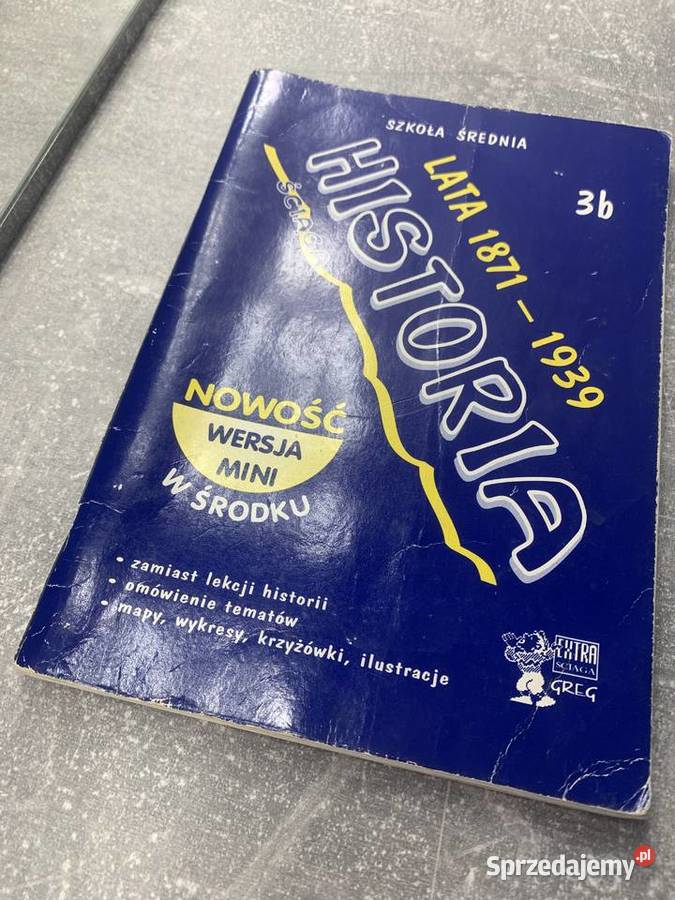 SZKOŁA ŚREDNIA
3b
LATA 1871 – 1939
HISTORIA
ŚCIĄGA
NOWOŚĆ
WERSJA
MINI
W ŚRODKU
• zamiast lekcji historii
• omówienie tematów
• mapy, wykresy, krzyżówki, ilustracje
EXTRA
ŚCIĄGA
GREG
Sprzedajemy.pl